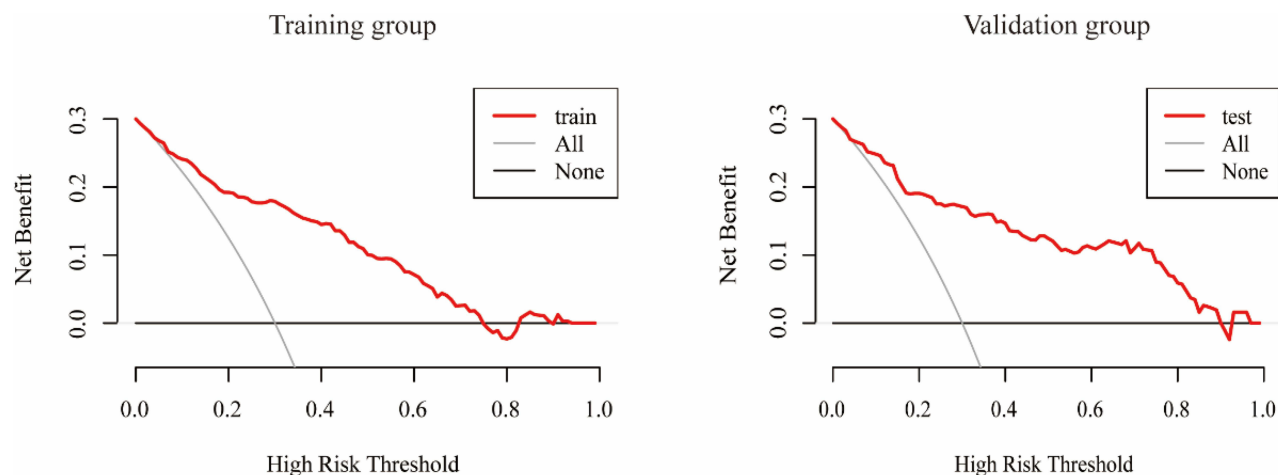 Training group
train
All
None
Net Benefit
0.3
0.2
0.1
0.0
0.0 0.2 0.4 0.6 0.8 1.0
High Risk Threshold
Validation group
test
All
None
Net Benefit
0.3
0.2
0.1
0.0
0.0 0.2 0.4 0.6 0.8 1.0
High Risk Threshold